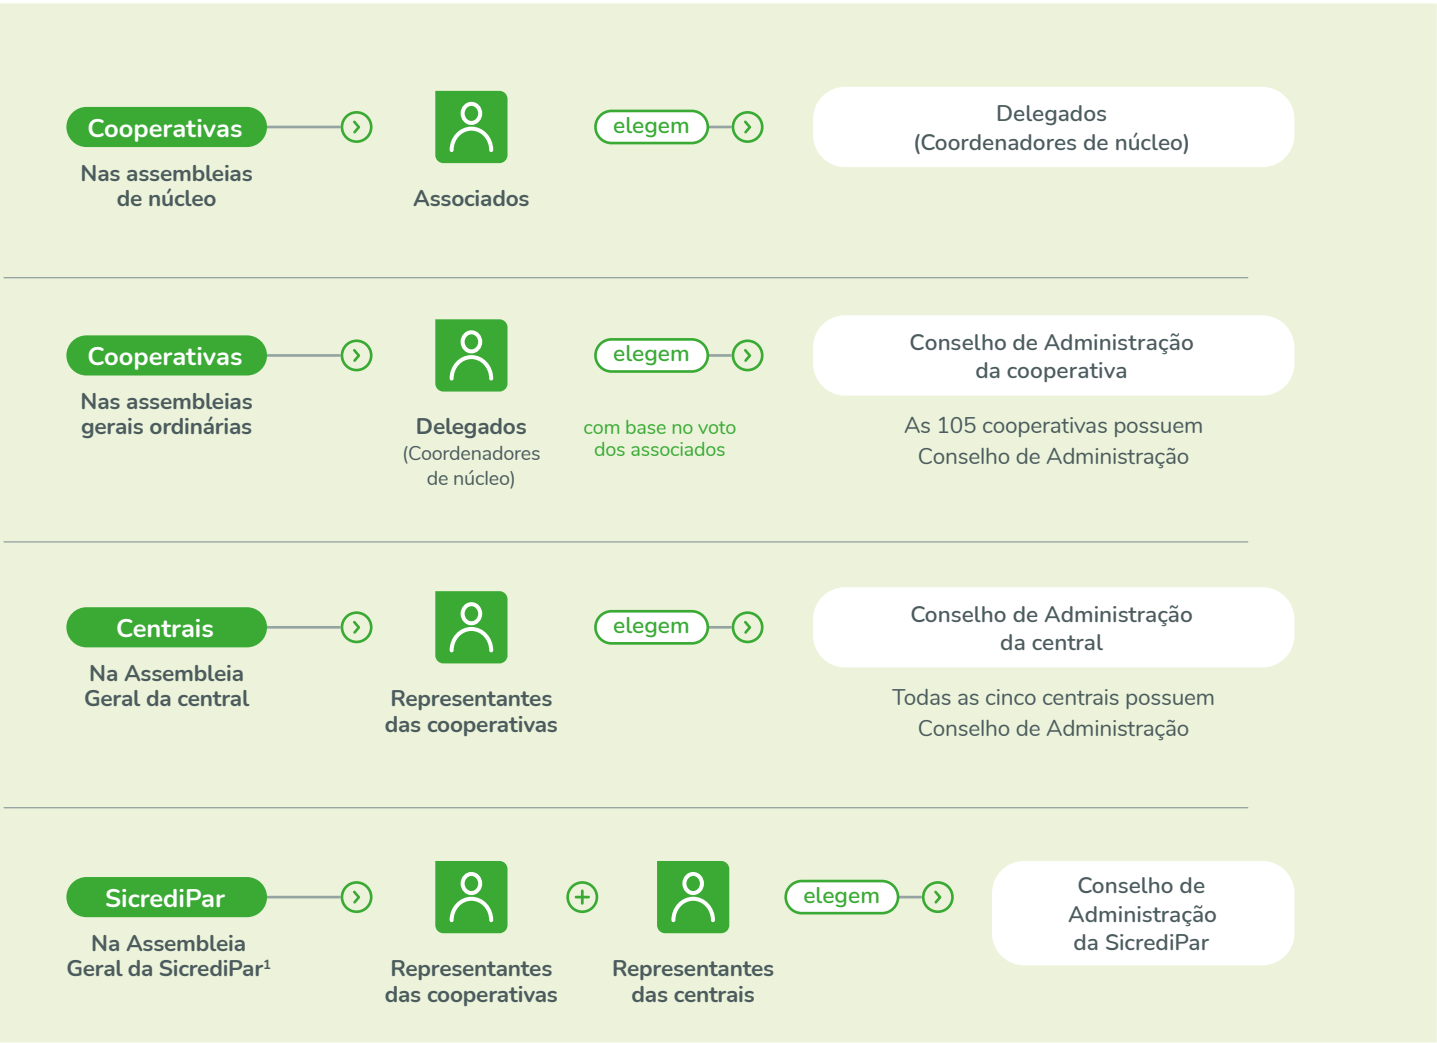 Cooperativas
Nas assembleias
de núcleo
Associados
elegem
Delegados
(Coordenadores de núcleo)
Cooperativas
Nas assembleias
gerais ordinárias
Delegados
(Coordenadores
de núcleo)
elegem
com base no voto
dos associados
Conselho de Administração
da cooperativa
As 105 cooperativas possuem
Conselho de Administração
Centrais
Na Assembleia
Geral da central
Representantes
das cooperativas
elegem
Conselho de Administração
da central
Todas as cinco centrais possuem
Conselho de Administração
SicrediPar
Na Assembleia
Geral da SicrediPar¹
Representantes
das cooperativas
Representantes
das centrais
elegem
Conselho de
Administração
da SicrediPar